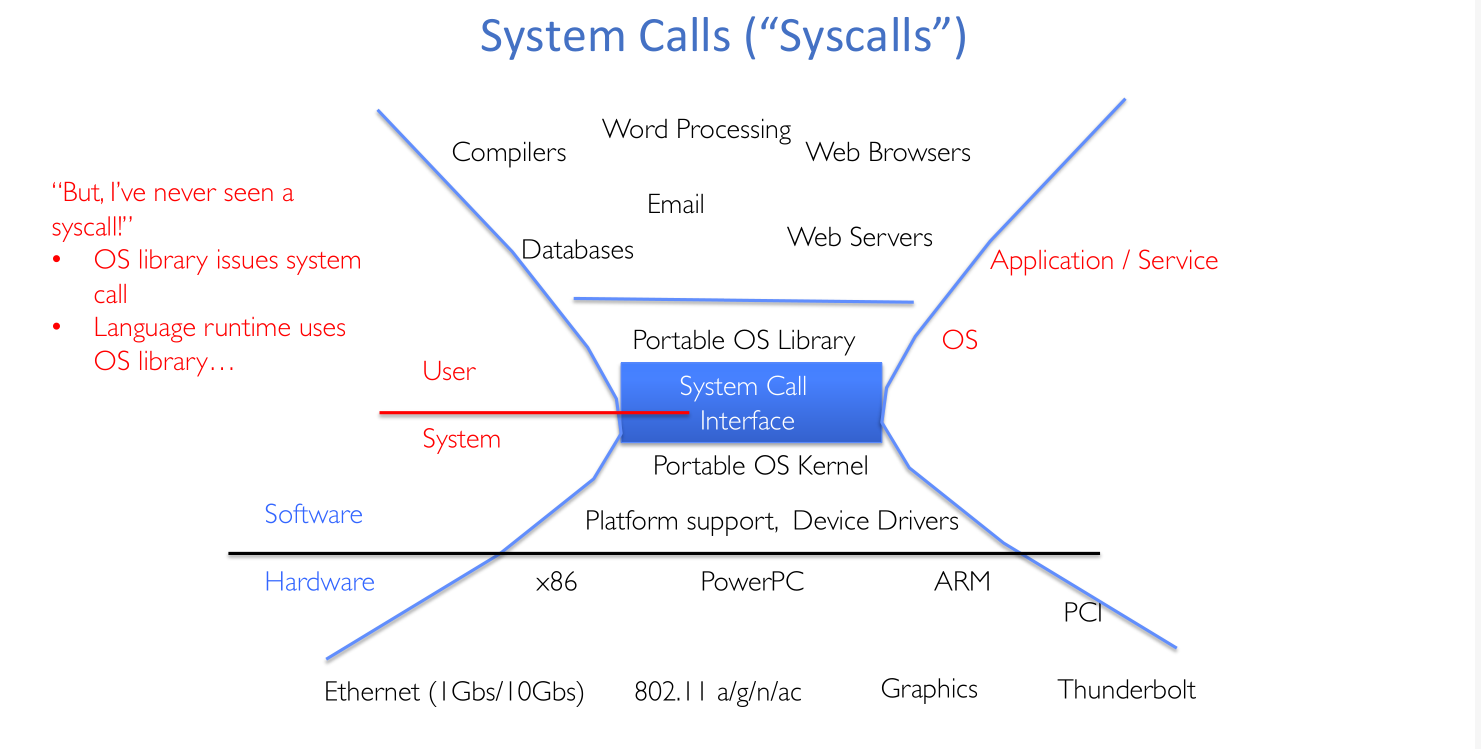 System Calls (“Syscalls”)
Word Processing
Compilers
Web Browsers
“But, I’ve never seen a
syscall!”
Email
Web Servers
Databases
• OS library issues system
call
Application / Service
• Language runtime uses
OS library…
Portable OS Library
OS
User
System Call
Interface
System
Portable OS Kernel
Software
Platform support, Device Drivers
Hardware
x86
PowerPC
ARM
PCI
Ethernet (1Gbs/10Gbs)
802.11 a/g/n/ac
Graphics
Thunderbolt